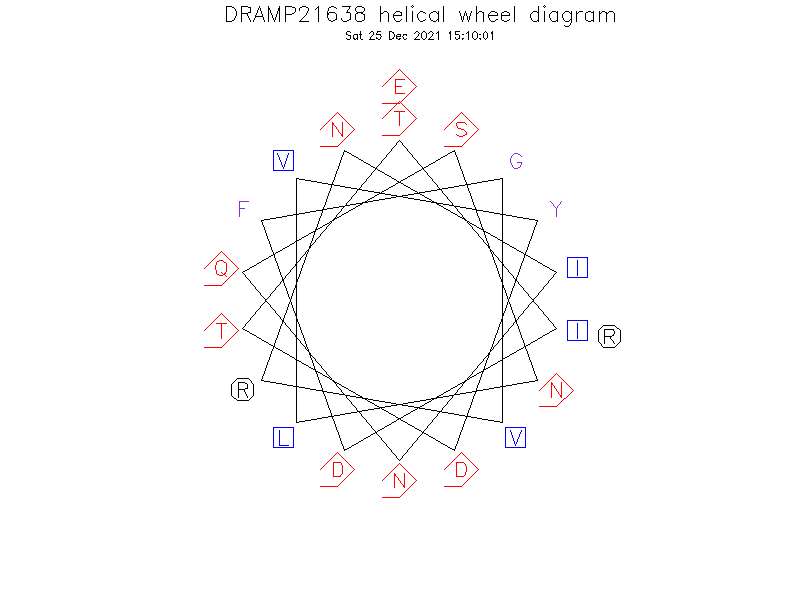 DRAMP21638 helical wheel diagram
Sat 25 Dec 2021 15:10:01
E
N T S
V G
F Y
Q I
T I R
R N
L V
D N D